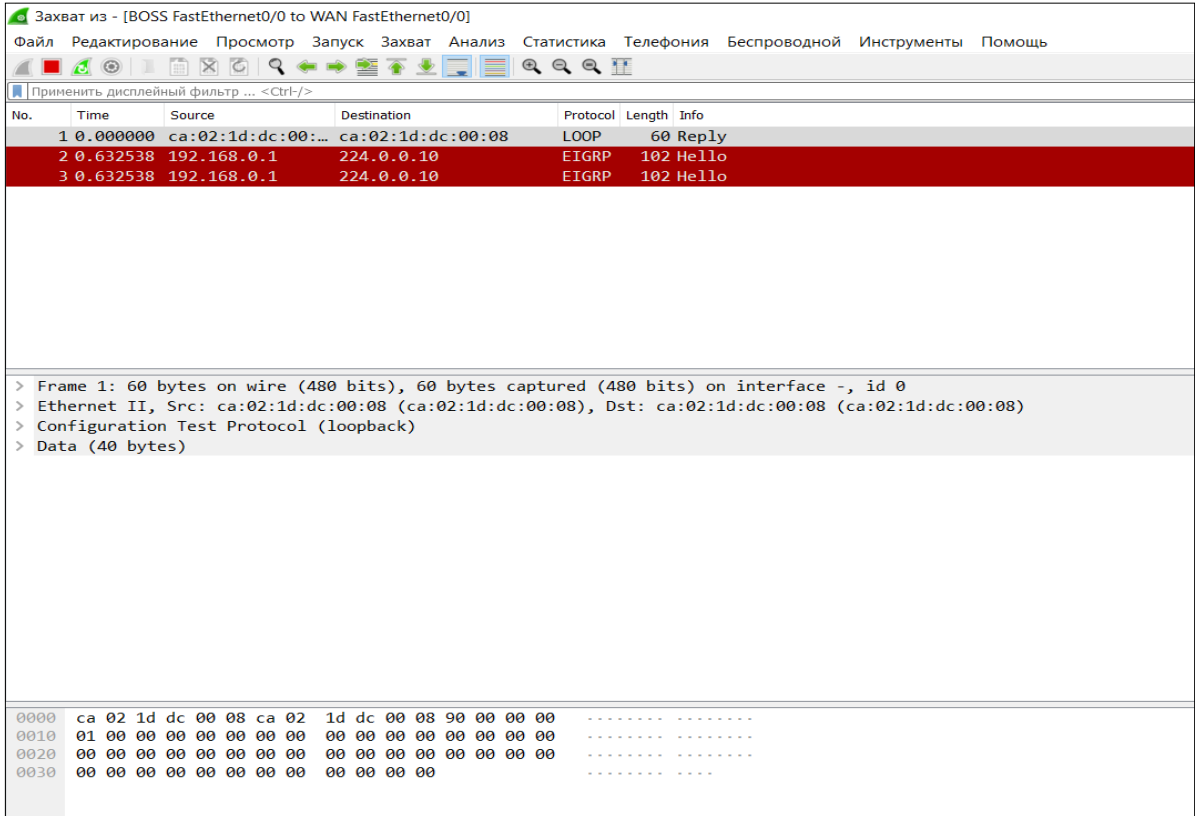 Захват из - [BOSS FastEthernet0/0 to WAN FastEthernet0/0]
Файл Редактирование Просмотр Запуск Захват Анализ Статистика Телефония Беспроводной Инструменты Помощь
Применить дисплейный фильтр ... <Ctrl-/>
No. Time Source Destination Protocol Length Info
1 0.000000 ca:02:1d:dc:00:… ca:02:1d:dc:00:08 LOOP 60 Reply
2 0.632538 192.168.0.1 224.0.0.10 EIGRP 102 Hello
3 0.632538 192.168.0.1 224.0.0.10 EIGRP 102 Hello
> Frame 1: 60 bytes on wire (480 bits), 60 bytes captured (480 bits) on interface -, id 0
> Ethernet II, Src: ca:02:1d:dc:00:08 (ca:02:1d:dc:00:08), Dst: ca:02:1d:dc:00:08 (ca:02:1d:dc:00:08)
> Configuration Test Protocol (loopback)
> Data (40 bytes)
0000 ca 02 1d dc 00 08 ca 02 1d dc 00 08 90 00 00 00 ········ ········
0010 01 00 00 00 00 00 00 00 00 00 00 00 00 00 00 00 ········ ········
0020 00 00 00 00 00 00 00 00 00 00 00 00 00 00 00 00 ········ ········
0030 00 00 00 00 00 00 00 00 00 00 00 00 ········ ····